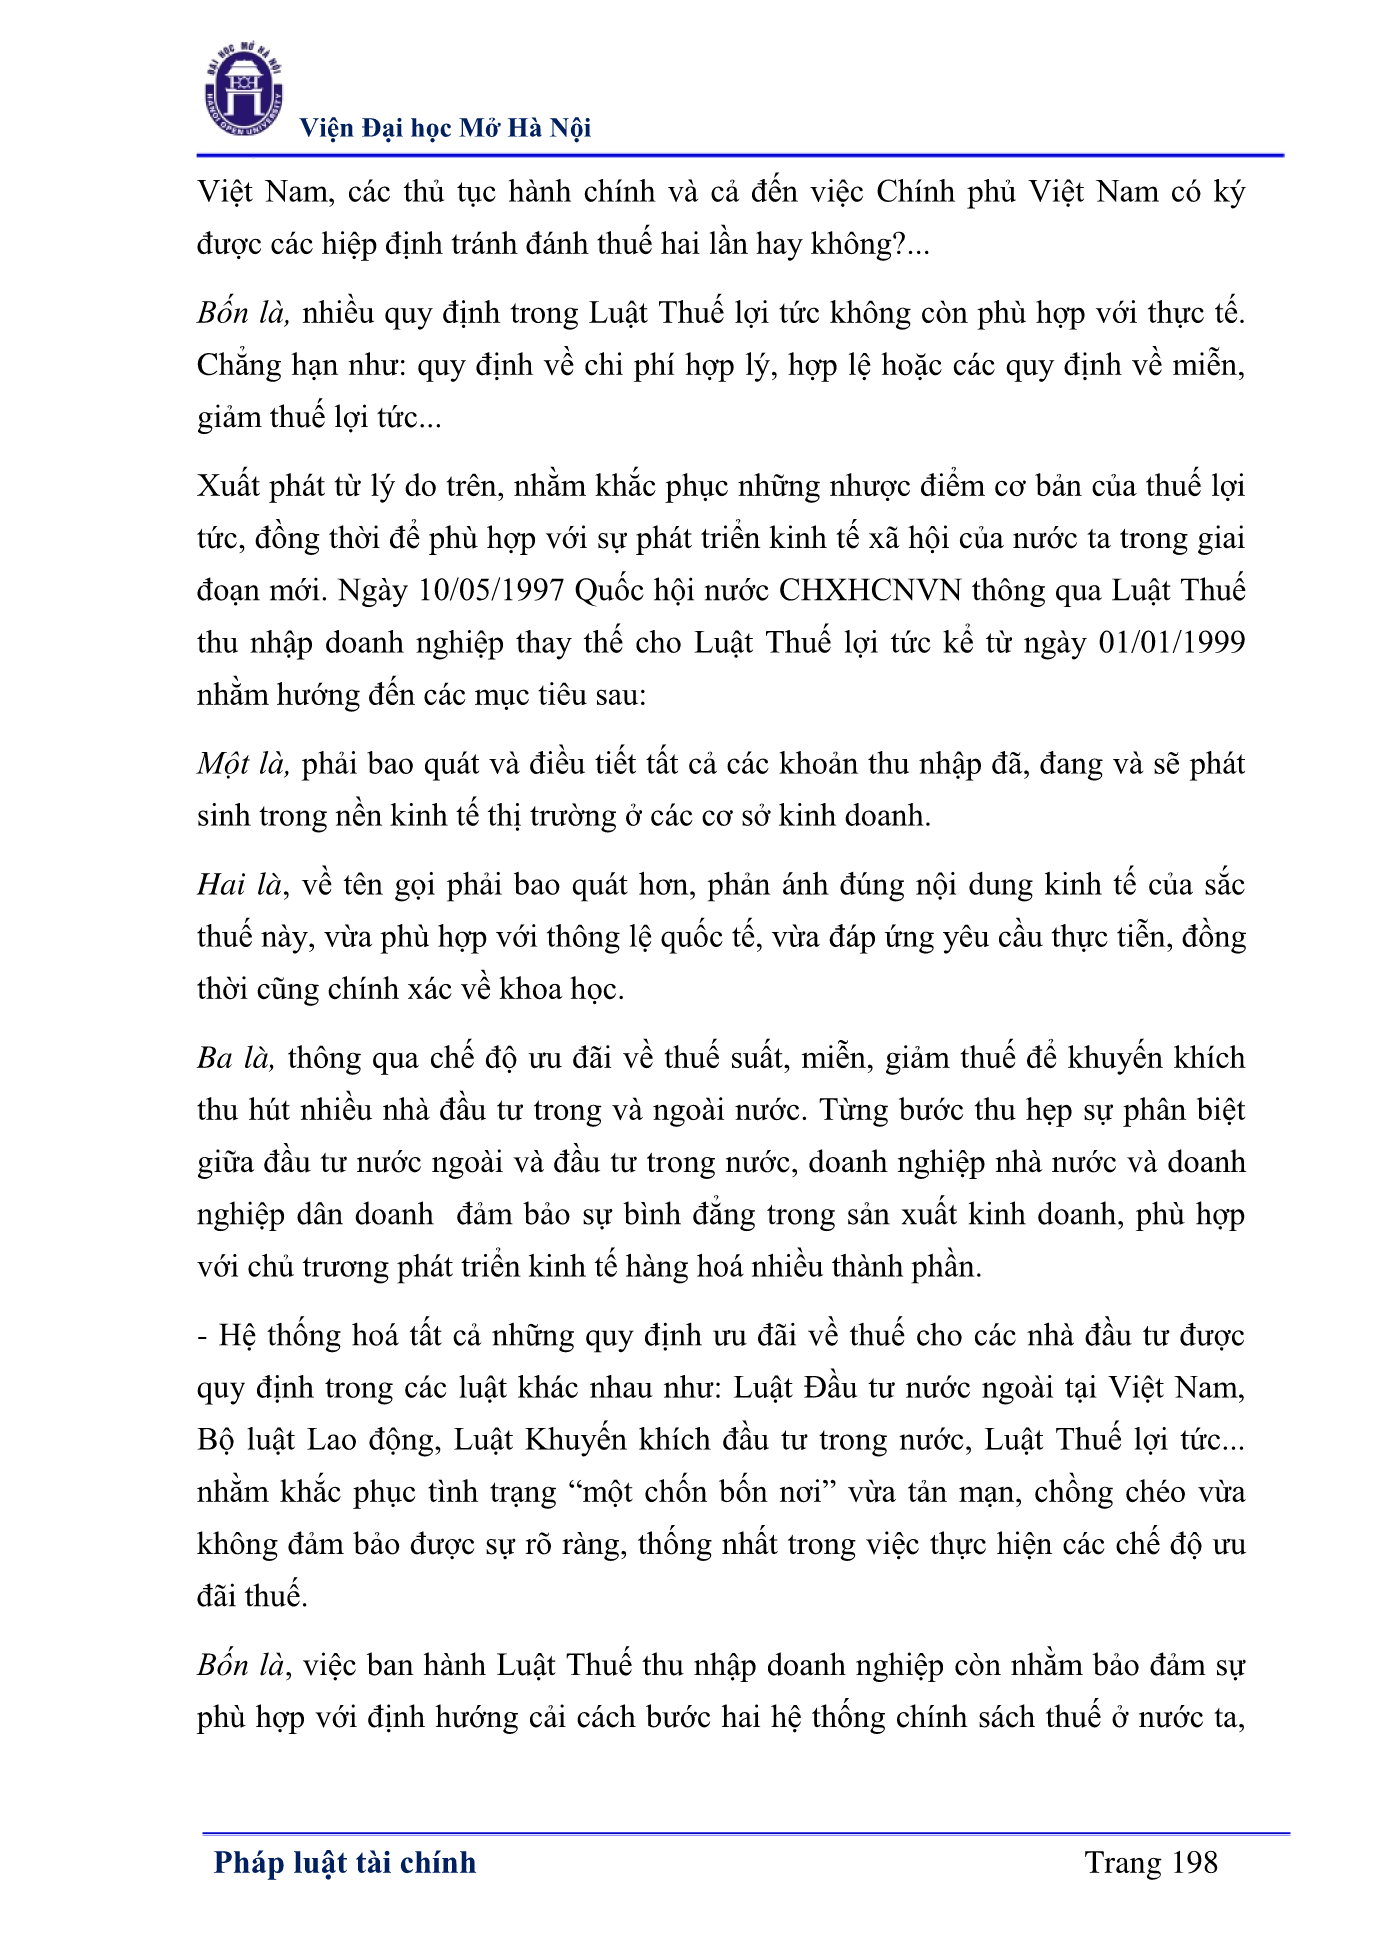 ĐẠI HỌC MỞ HÀ NỘI
HANOI OPEN UNIVERSITY
Viện Đại học Mở Hà Nội
Việt Nam, các thủ tục hành chính và cả đến việc Chính phủ Việt Nam có ký
được các hiệp định tránh đánh thuế hai lần hay không?...
Bốn là, nhiều quy định trong Luật Thuế lợi tức không còn phù hợp với thực tế.
Chẳng hạn như: quy định về chi phí hợp lý, hợp lệ hoặc các quy định về miễn,
giảm thuế lợi tức...
Xuất phát từ lý do trên, nhằm khắc phục những nhược điểm cơ bản của thuế lợi
tức, đồng thời để phù hợp với sự phát triển kinh tế xã hội của nước ta trong giai
đoạn mới. Ngày 10/05/1997 Quốc hội nước CHXHCNVN thông qua Luật Thuế
thu nhập doanh nghiệp thay thế cho Luật Thuế lợi tức kể từ ngày 01/01/1999
nhằm hướng đến các mục tiêu sau:
Một là, phải bao quát và điều tiết tất cả các khoản thu nhập đã, đang và sẽ phát
sinh trong nền kinh tế thị trường ở các cơ sở kinh doanh.
Hai là, về tên gọi phải bao quát hơn, phản ánh đúng nội dung kinh tế của sắc
thuế này, vừa phù hợp với thông lệ quốc tế, vừa đáp ứng yêu cầu thực tiễn, đồng
thời cũng chính xác về khoa học.
Ba là, thông qua chế độ ưu đãi về thuế suất, miễn, giảm thuế để khuyến khích
thu hút nhiều nhà đầu tư trong và ngoài nước. Từng bước thu hẹp sự phân biệt
giữa đầu tư nước ngoài và đầu tư trong nước, doanh nghiệp nhà nước và doanh
nghiệp dân doanh  đảm bảo sự bình đẳng trong sản xuất kinh doanh, phù hợp
với chủ trương phát triển kinh tế hàng hoá nhiều thành phần.
- Hệ thống hoá tất cả những quy định ưu đãi về thuế cho các nhà đầu tư được
quy định trong các luật khác nhau như: Luật Đầu tư nước ngoài tại Việt Nam,
Bộ luật Lao động, Luật Khuyến khích đầu tư trong nước, Luật Thuế lợi tức...
nhằm khắc phục tình trạng “một chốn bốn nơi” vừa tản mạn, chồng chéo vừa
không đảm bảo được sự rõ ràng, thống nhất trong việc thực hiện các chế độ ưu
đãi thuế.
Bốn là, việc ban hành Luật Thuế thu nhập doanh nghiệp còn nhằm bảo đảm sự
phù hợp với định hướng cải cách bước hai hệ thống chính sách thuế ở nước ta,
Pháp luật tài chính Trang 198